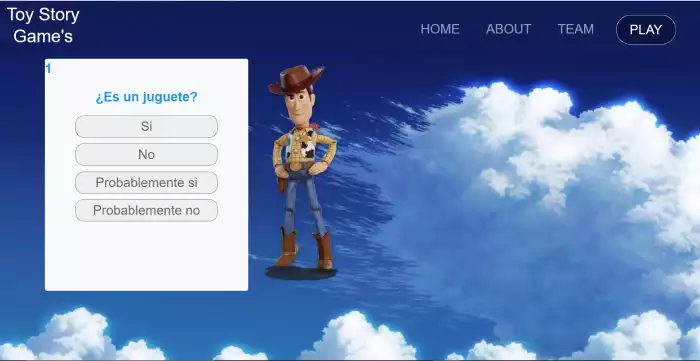 Toy Story
Game's
HOME ABOUT TEAM PLAY
1
¿Es un juguete?
Si
No
Probablemente si
Probablemente no